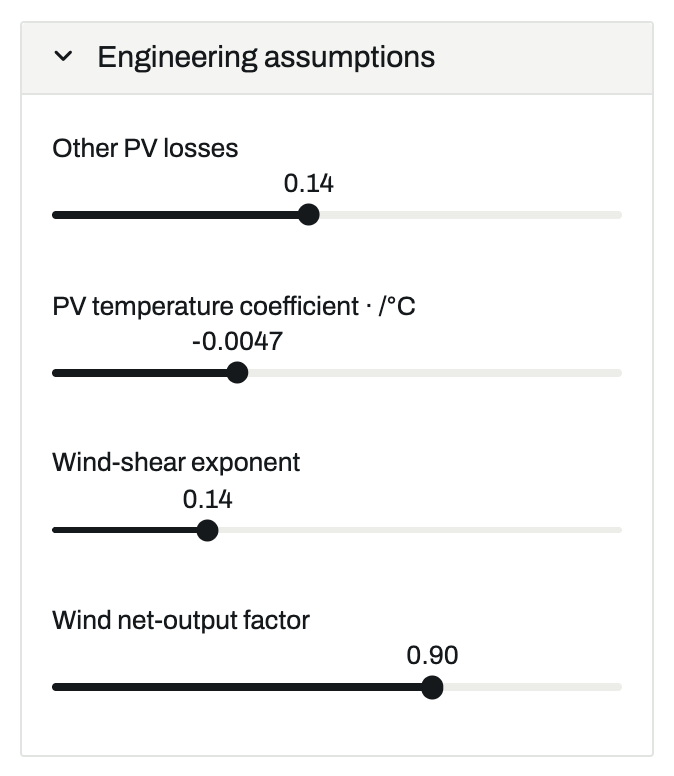 Engineering assumptions
Other PV losses
0.14
PV temperature coefficient · /°C
-0.0047
Wind-shear exponent
0.14
Wind net-output factor
0.90